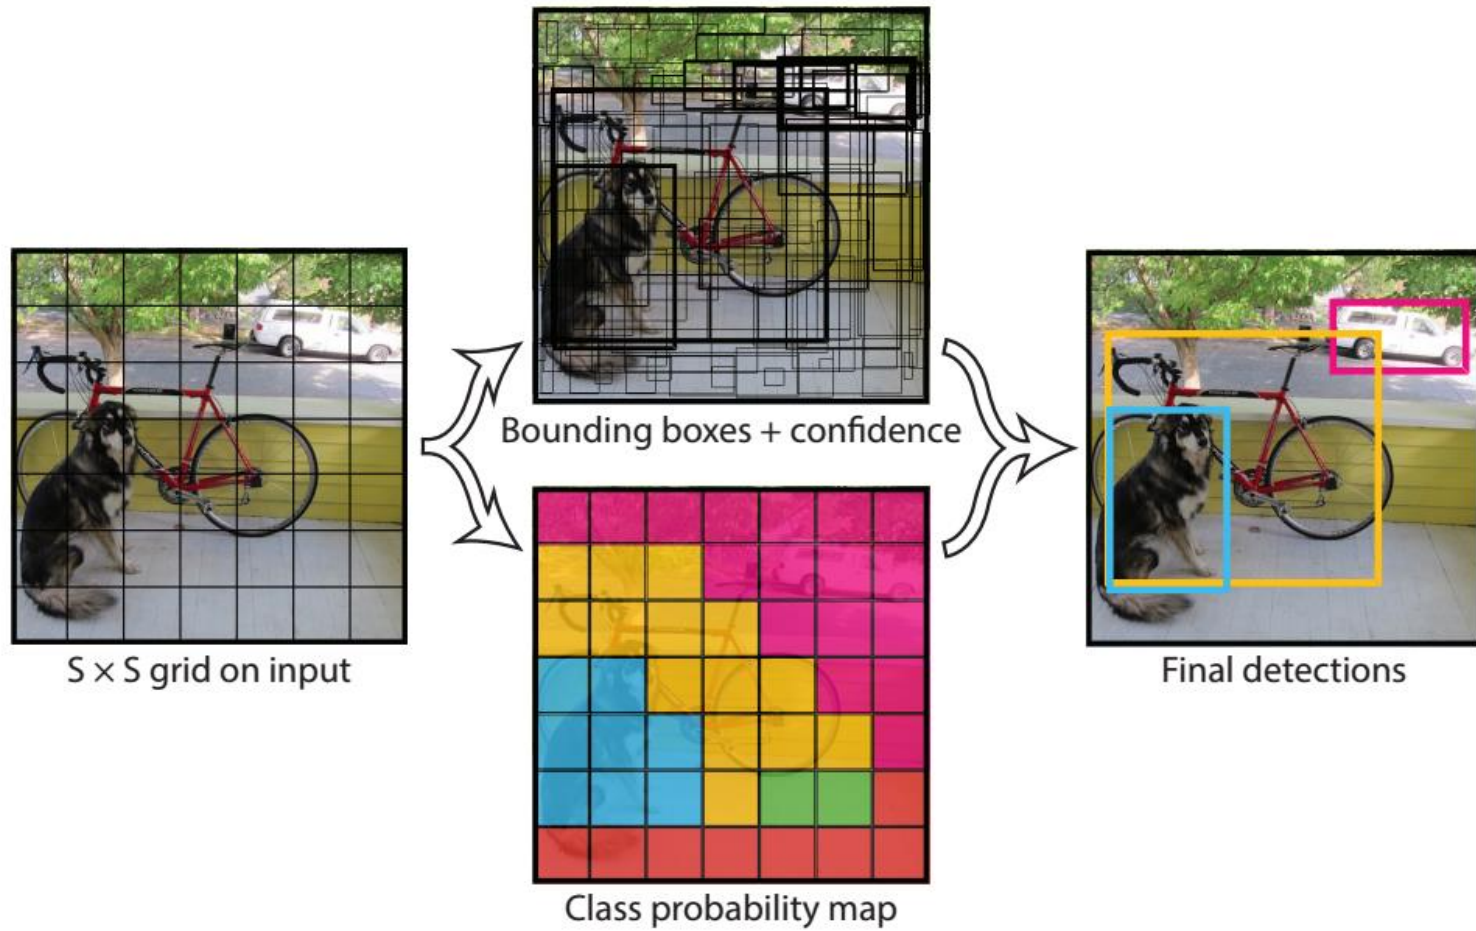 S × S grid on input
Bounding boxes + confidence
Class probability map
Final detections